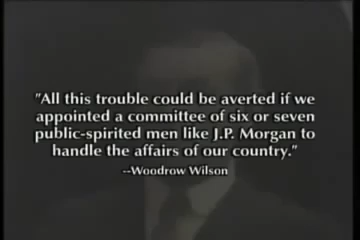 "All this trouble could be averted if we
appointed a committee of six or seven
public-spirited men like J.P. Morgan to
handle the affairs of our country."
--Woodrow Wilson